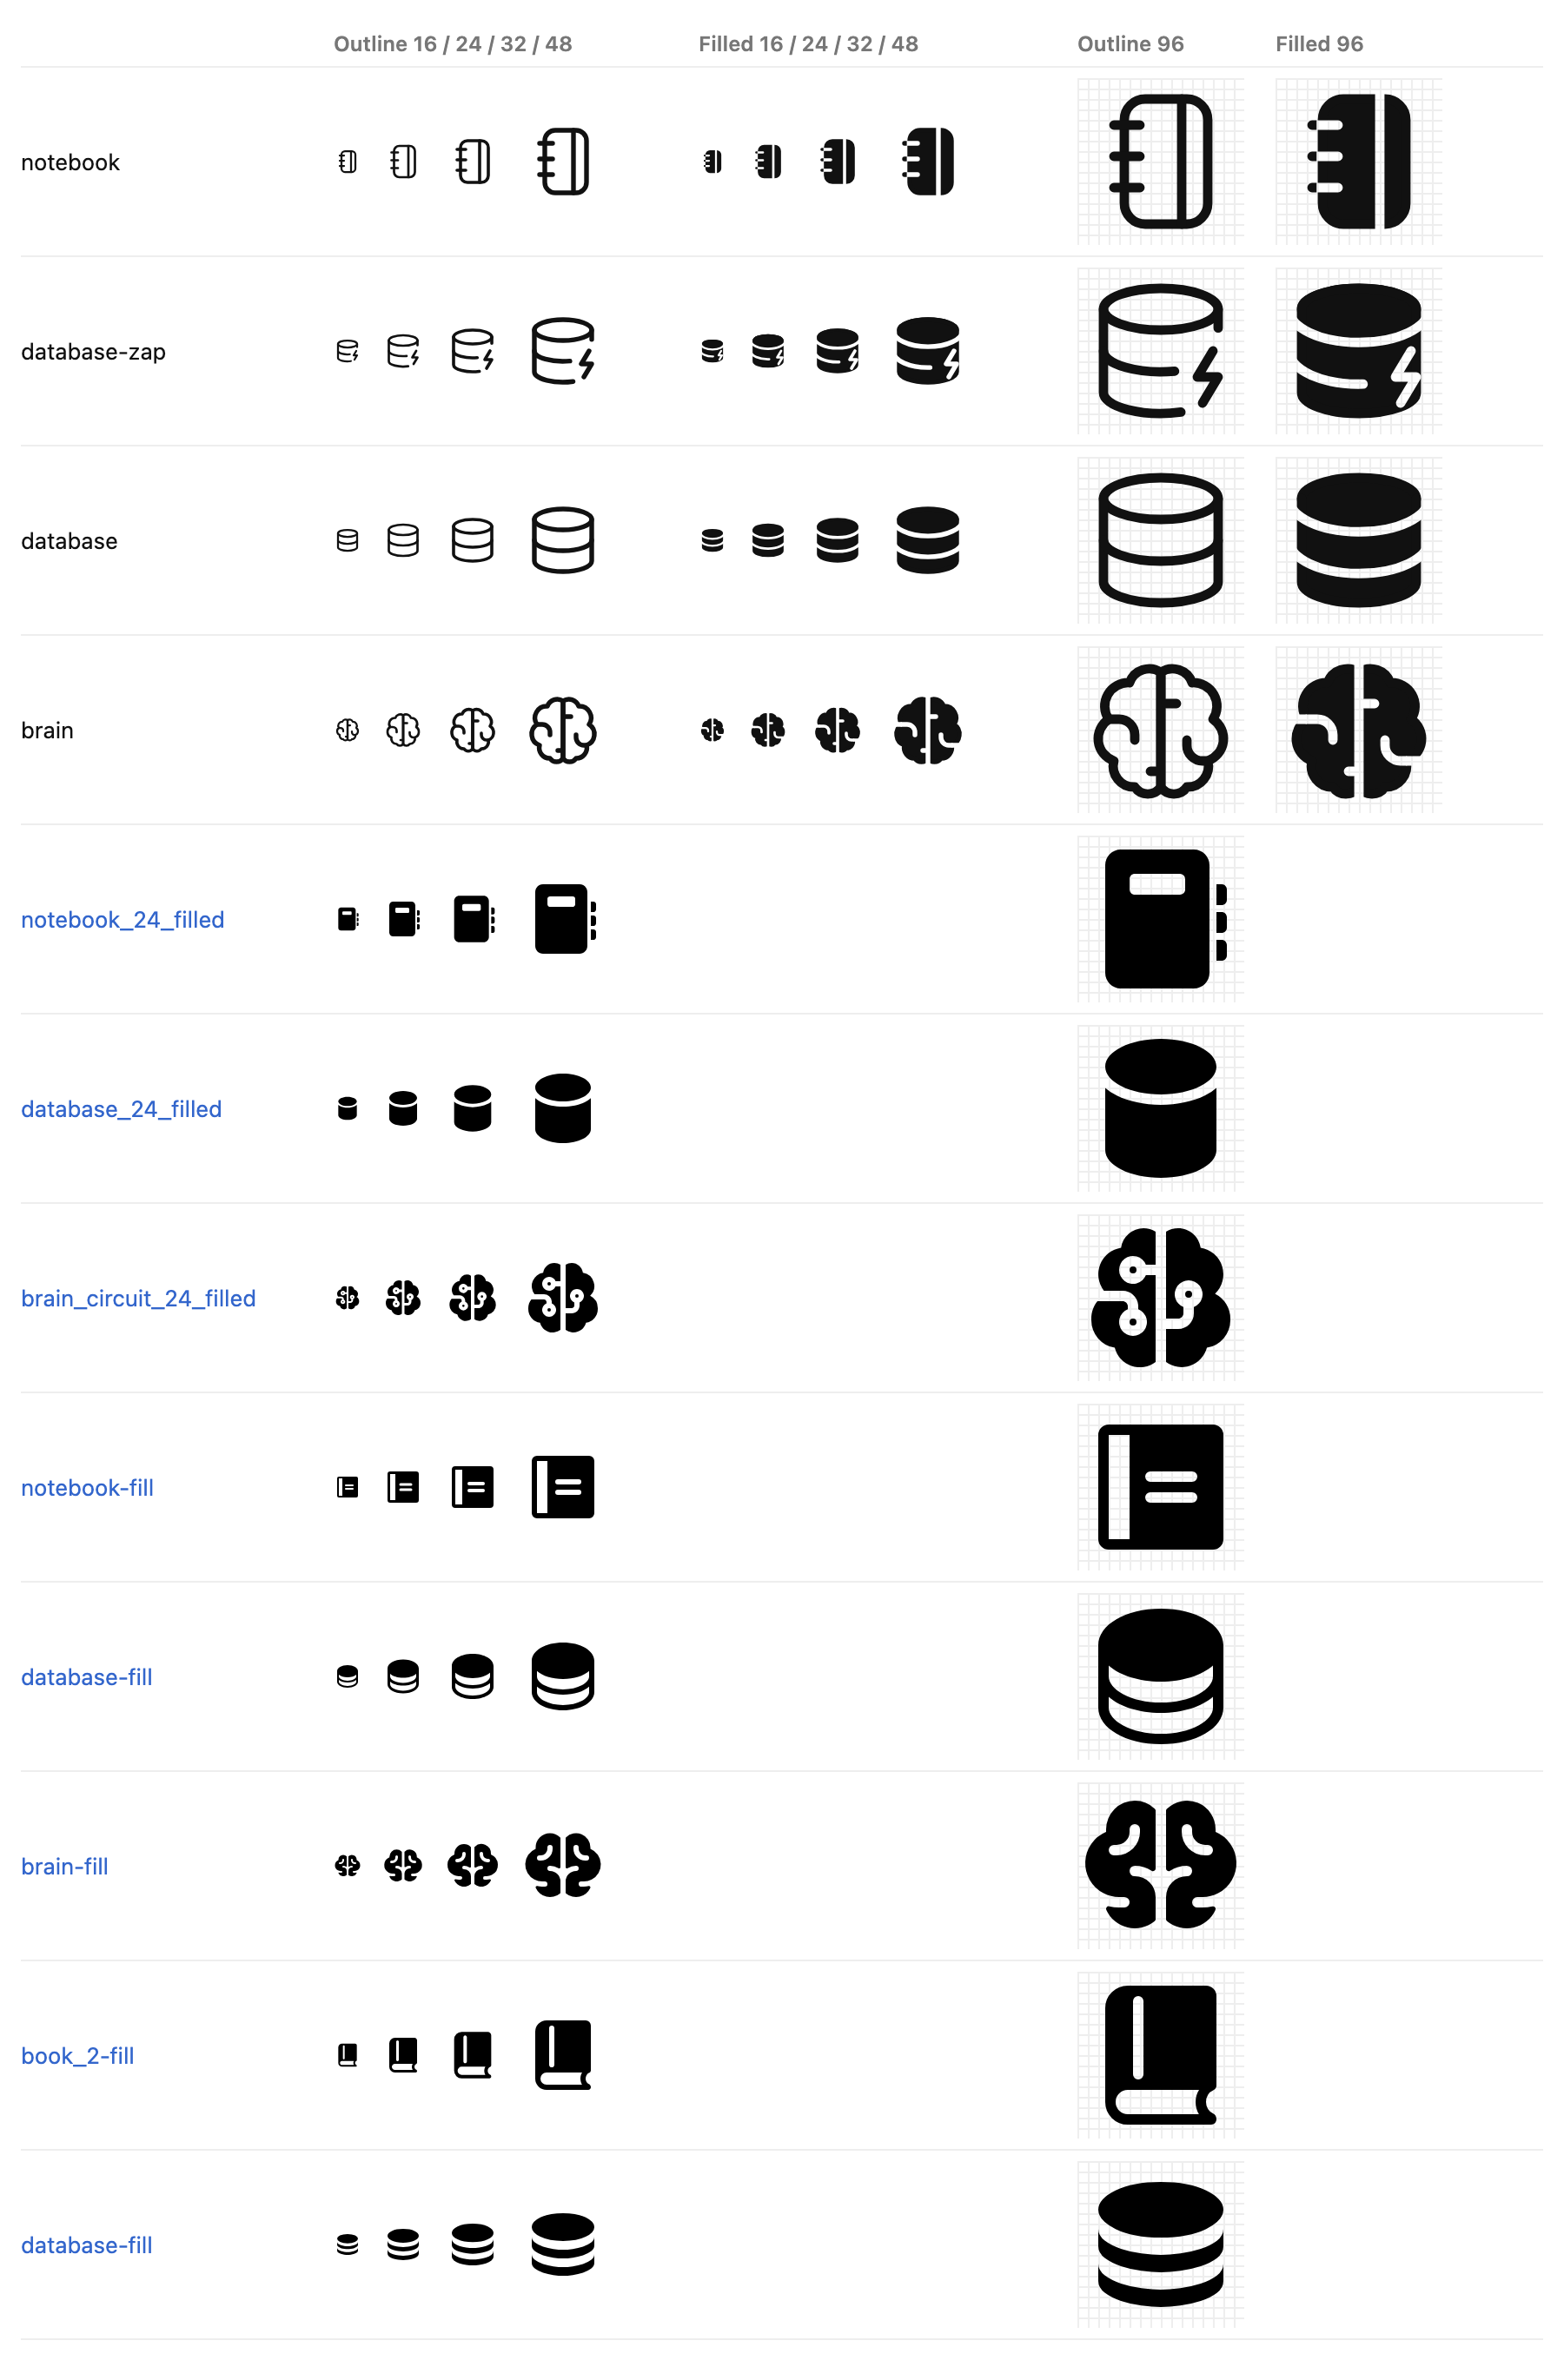 Outline 16 / 24 / 32 / 48 Filled 16 / 24 / 32 / 48 Outline 96 Filled 96
notebook
database-zap
database
brain
notebook_24_filled
database_24_filled
brain_circuit_24_filled
notebook-fill
database-fill
brain-fill
book_2-fill
database-fill